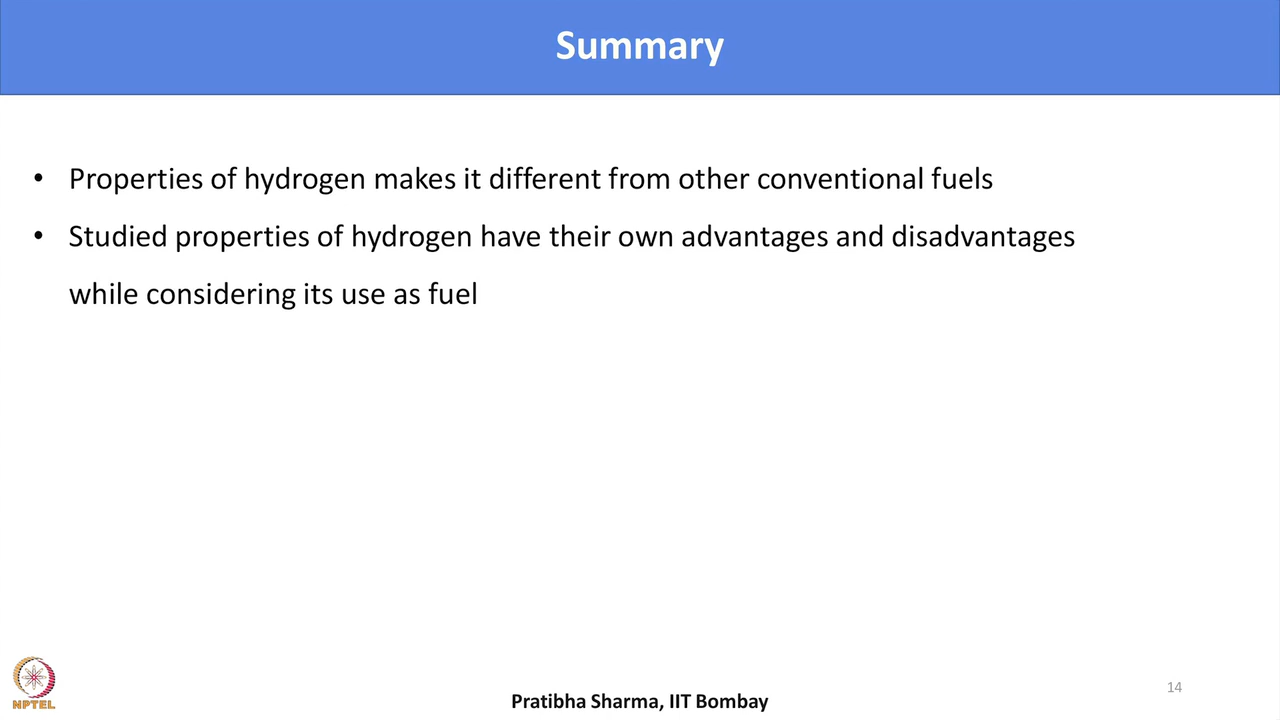 Summary
• Properties of hydrogen makes it different from other conventional fuels
• Studied properties of hydrogen have their own advantages and disadvantages
while considering its use as fuel
NPTEL
Pratibha Sharma, IIT Bombay
14